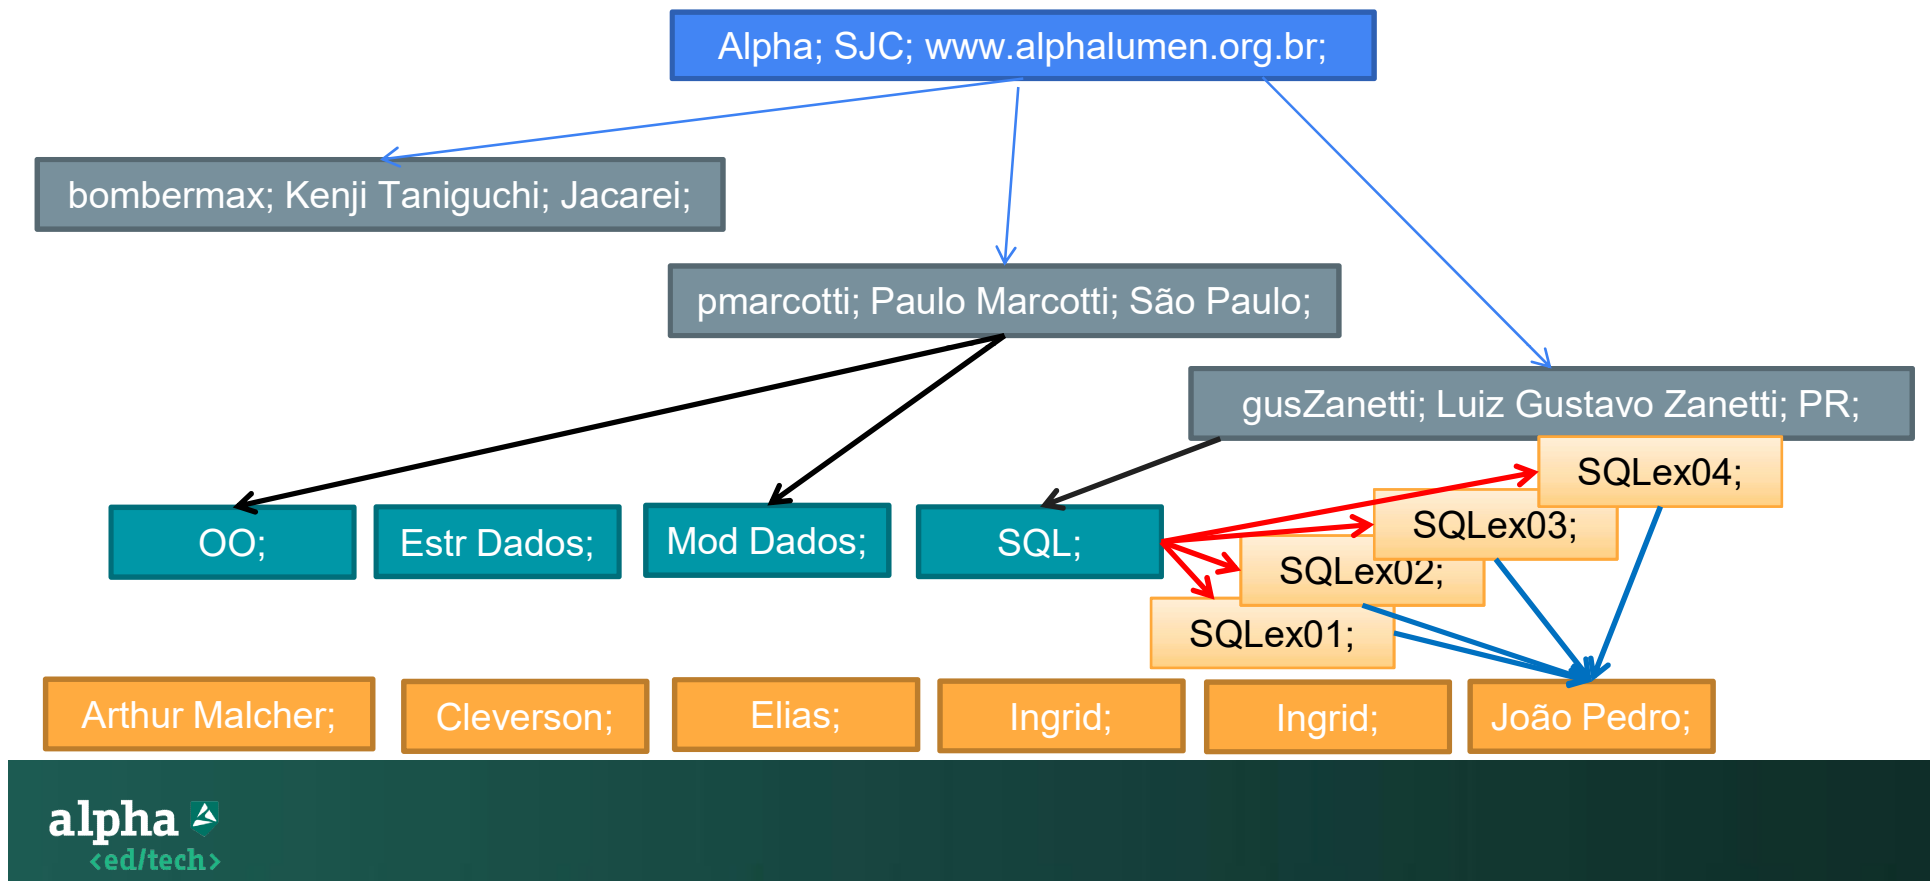 Alpha; SJC; www.alphalumen.org.br;
bombermax; Kenji Taniguchi; Jacarei;
pmarcotti; Paulo Marcotti; São Paulo;
gusZanetti; Luiz Gustavo Zanetti; PR;
SQLex04;
SQLex03;
OO;
Estr Dados;
Mod Dados;
SQL;
SQLex02;
SQLex01;
Arthur Malcher;
Cleverson;
Elias;
Ingrid;
Ingrid;
João Pedro;
alpha
<ed/tech>